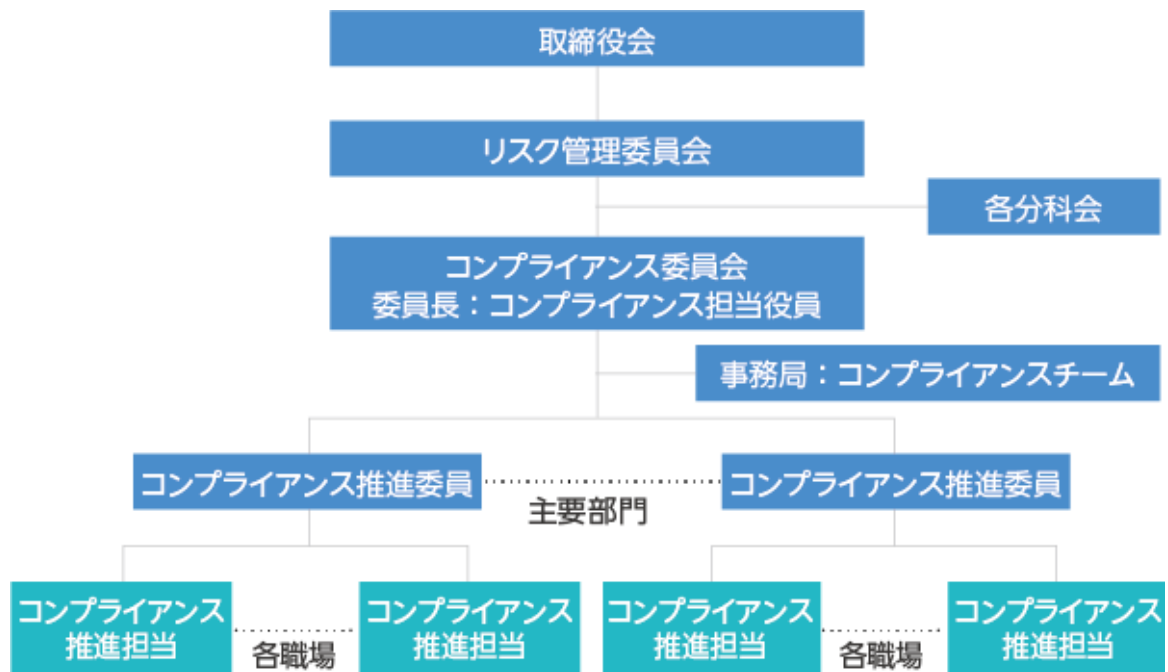 取締役会
リスク管理委員会
各分科会
コンプライアンス委員会
委員長：コンプライアンス担当役員
事務局：コンプライアンスチーム
コンプライアンス推進委員
コンプライアンス推進委員
主要部門
コンプライアンス
推進担当
各職場
コンプライアンス
推進担当
コンプライアンス
推進担当
各職場
コンプライアンス
推進担当